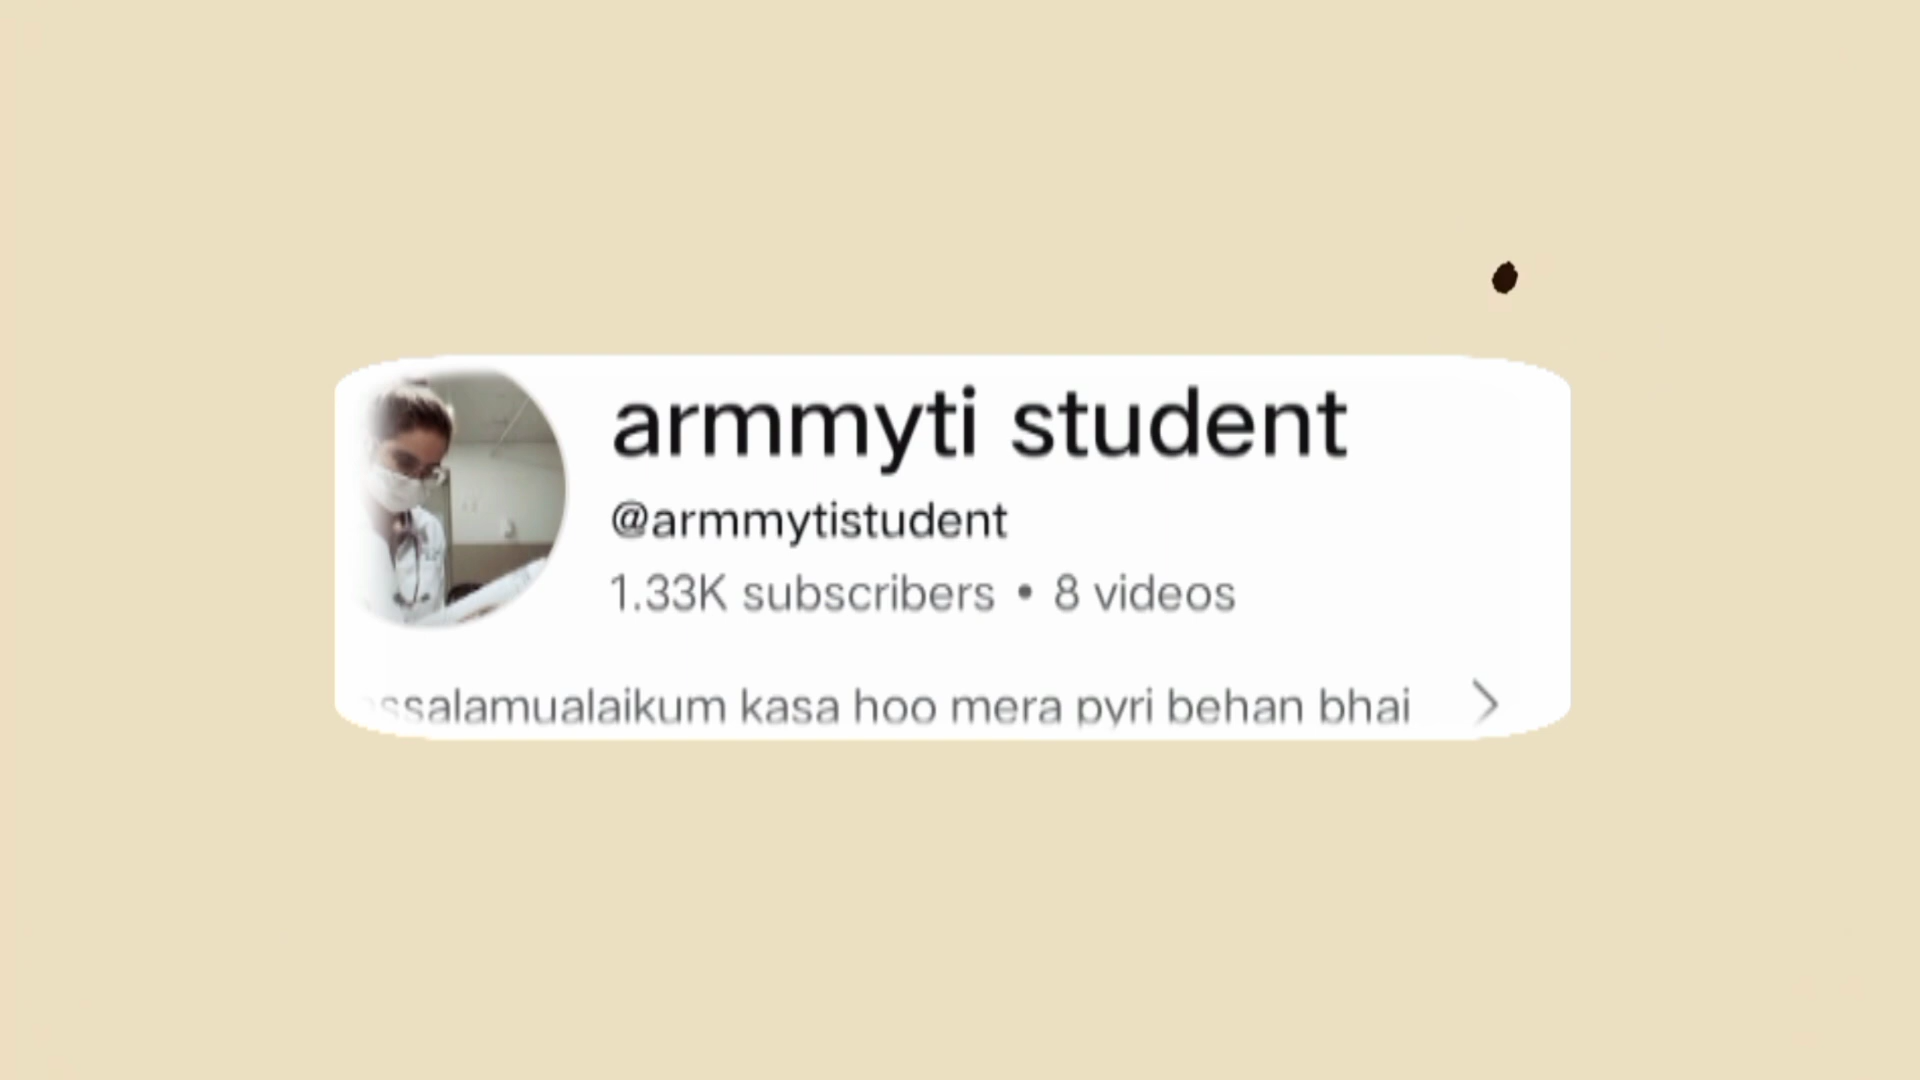 armmyti student
@armmytistudent
1.33K subscribers • 8 videos
ssalamualaikum kasa hoo mera pyri behan bhai